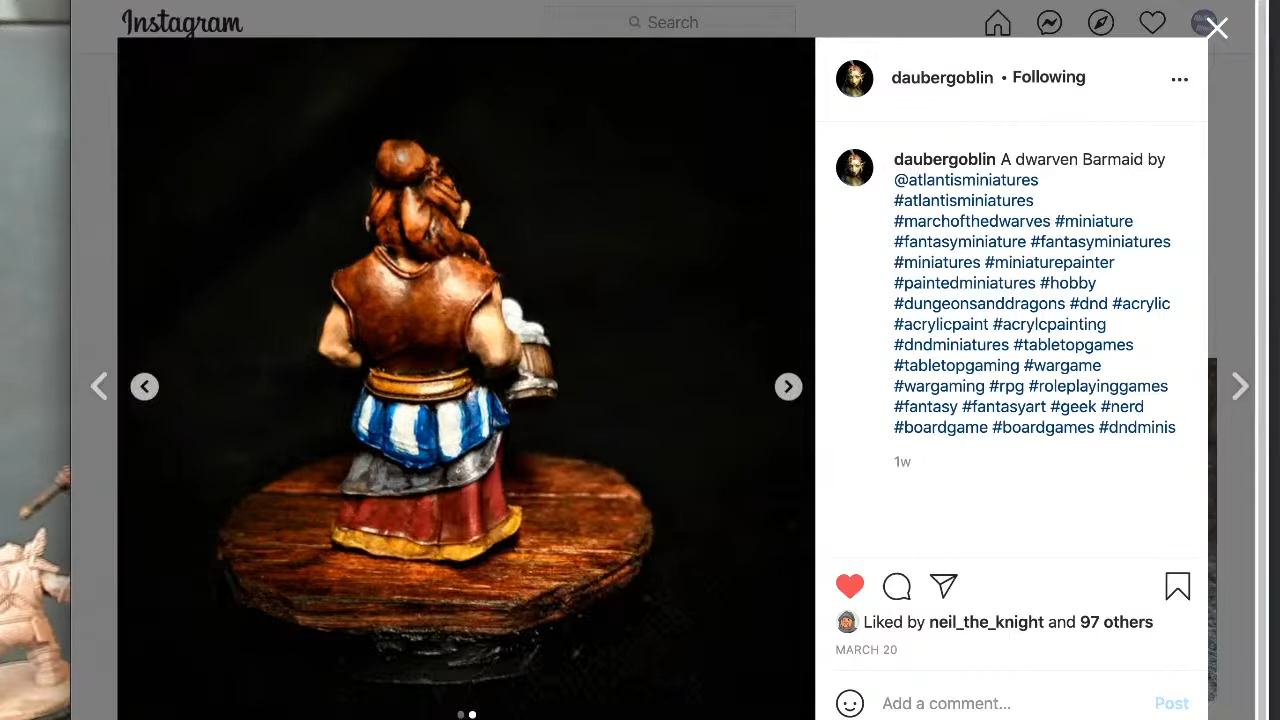 Instagram
Search
daubergoblin • Following
daubergoblin A dwarven Barmaid by
@atlantisminiatures
#atlantisminiatures
#marchofthedwarves #miniature
#fantasyminiature #fantasyminiatures
#miniatures #miniaturepainter
#paintedminiatures #hobby
#dungeonsanddragons #dnd #acrylic
#acrylicpaint #acrylcpainting
#dndminiatures #tabletopgames
#tabletopgaming #wargame
#wargaming #rpg #roleplayinggames
#fantasy #fantasyart #geek #nerd
#boardgame #boardgames #dndminis
1w
Liked by neil_the_knight and 97 others
MARCH 20
Add a comment...
Post